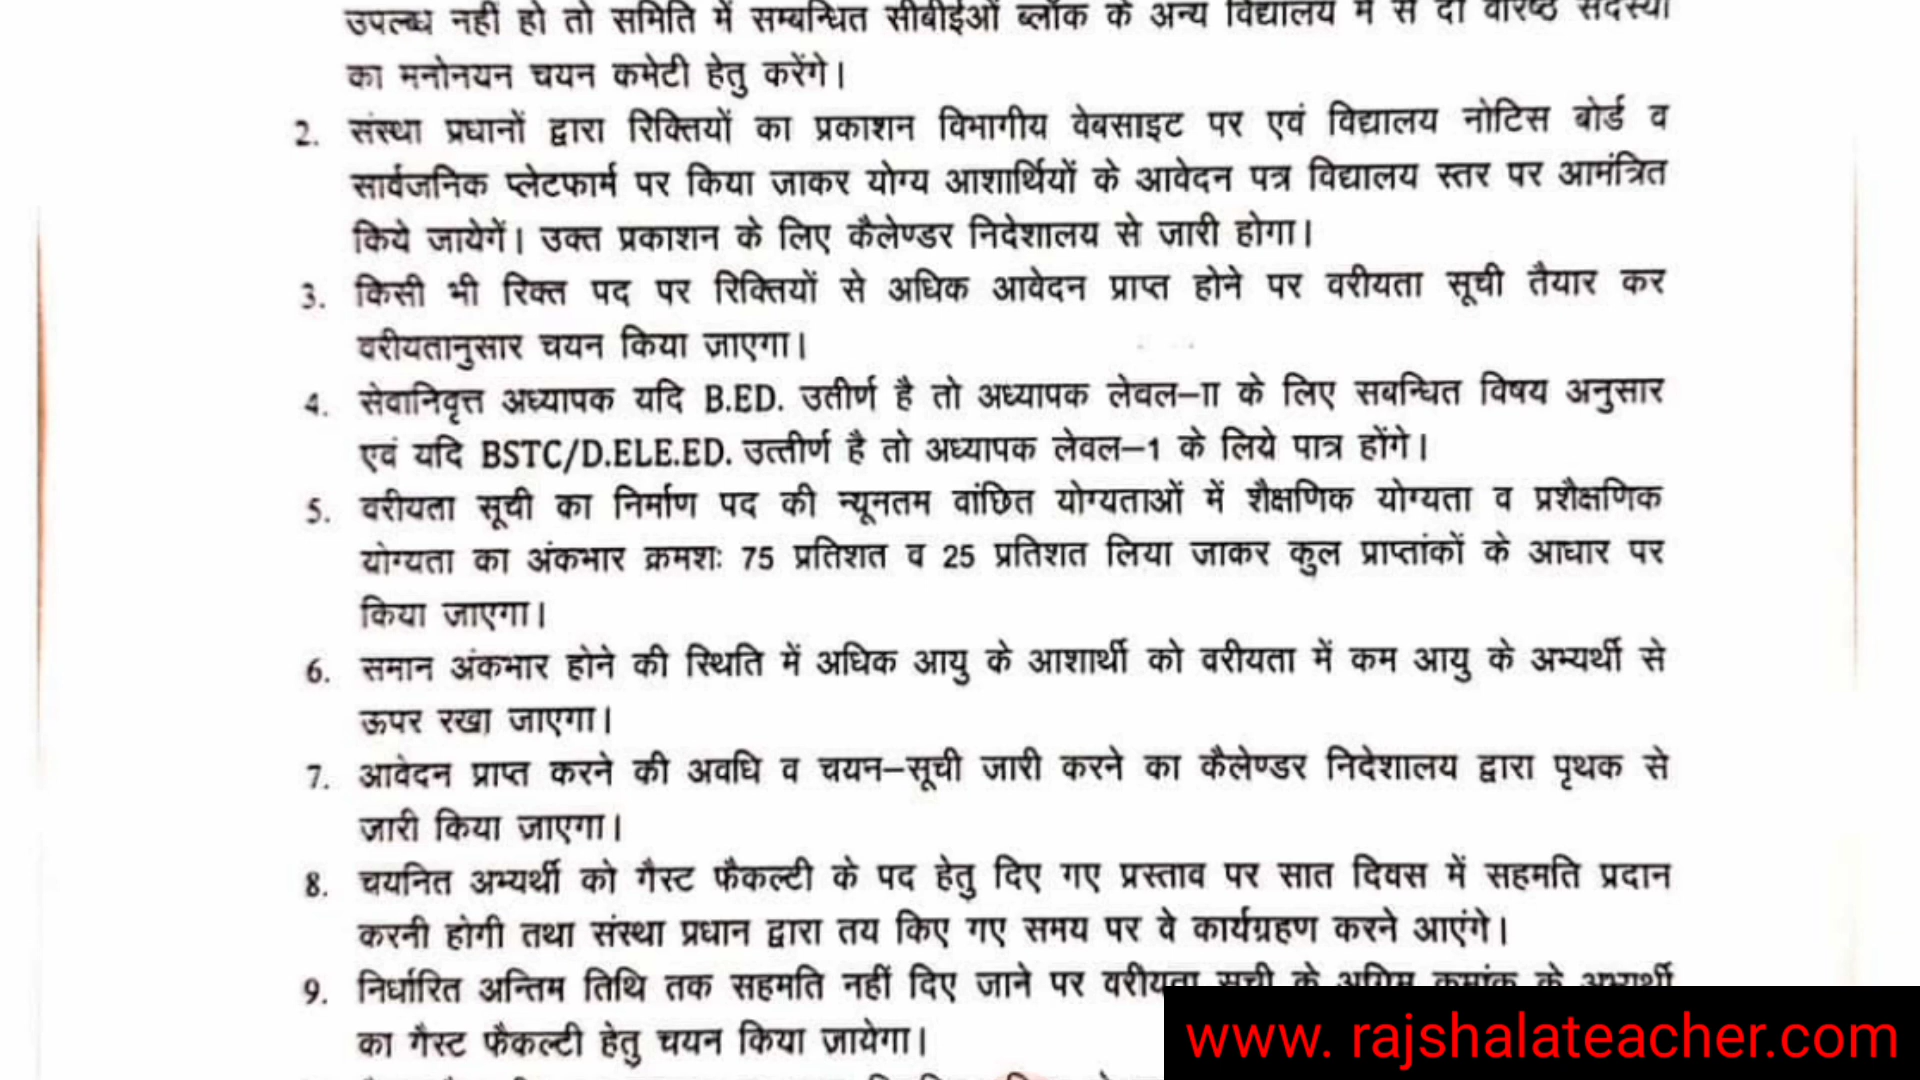 उपलब्ध नहीं हो तो समिति में सम्बन्धित सीबीईओ ब्लॉक के अन्य विद्यालय में से दो वरिष्ठ सदस्यों
का मनोनयन चयन कमेटी हेतु करेंगे।
2. संस्था प्रधानों द्वारा रिक्तियों का प्रकाशन विभागीय वेबसाइट पर एवं विद्यालय नोटिस बोर्ड व
सार्वजनिक प्लेटफार्म पर किया जाकर योग्य आशार्थियों के आवेदन पत्र विद्यालय स्तर पर आमंत्रित
किये जायेगें। उक्त प्रकाशन के लिए कैलेण्डर निदेशालय से जारी होगा।
3. किसी भी रिक्त पद पर रिक्तियों से अधिक आवेदन प्राप्त होने पर वरीयता सूची तैयार कर
वरीयतानुसार चयन किया जाएगा।
4. सेवानिवृत्त अध्यापक यदि B.ED. उतीर्ण है तो अध्यापक लेवल–II के लिए सबन्धित विषय अनुसार
एवं यदि BSTC/D.ELE.ED. उत्तीर्ण है तो अध्यापक लेवल–1 के लिये पात्र होंगे।
5. वरीयता सूची का निर्माण पद की न्यूनतम वांछित योग्यताओं में शैक्षणिक योग्यता व प्रशैक्षणिक
योग्यता का अंकभार क्रमशः 75 प्रतिशत व 25 प्रतिशत लिया जाकर कुल प्राप्तांकों के आधार पर
किया जाएगा।
6. समान अंकभार होने की स्थिति में अधिक आयु के आशार्थी को वरीयता में कम आयु के अभ्यर्थी से
ऊपर रखा जाएगा।
7. आवेदन प्राप्त करने की अवधि व चयन–सूची जारी करने का कैलेण्डर निदेशालय द्वारा पृथक से
जारी किया जाएगा।
8. चयनित अभ्यर्थी को गैस्ट फैकल्टी के पद हेतु दिए गए प्रस्ताव पर सात दिवस में सहमति प्रदान
करनी होगी तथा संस्था प्रधान द्वारा तय किए गए समय पर वे कार्यग्रहण करने आएंगे।
9. निर्धारित अन्तिम तिथि तक सहमति नहीं दिए जाने पर वरीयता सूची के अग्रिम क्रमांक के अभ्यर्थी
का गैस्ट फैकल्टी हेतु चयन किया जायेगा।
www. rajshalateacher.com